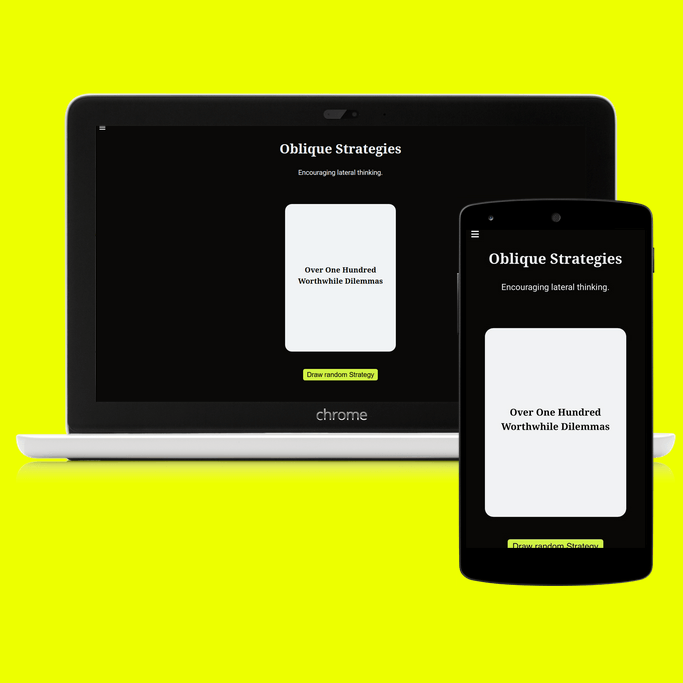 Oblique Strategies
Encouraging lateral thinking.
Over One Hundred
Worthwhile Dilemmas
Draw random Strategy
chrome
Oblique Strategies
Encouraging lateral thinking.
Over One Hundred
Worthwhile Dilemmas
Draw random Strategy